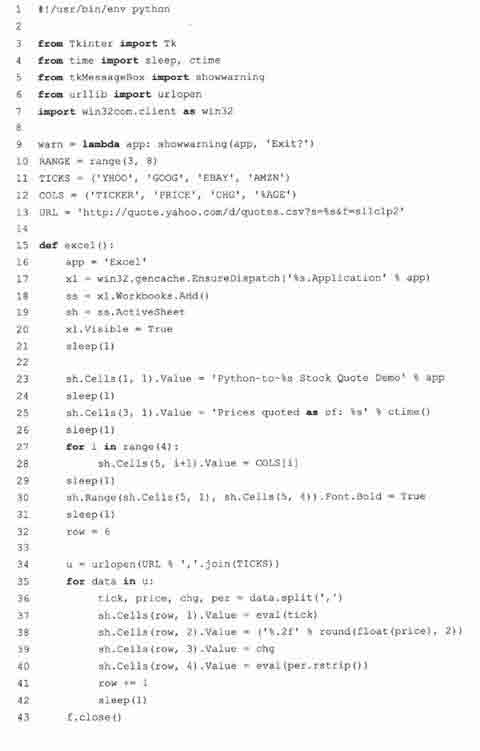 1 #!/usr/bin/env python
2
3 from Tkinter import Tk
4 from time import sleep, ctime
5 from tkMessageBox import showwarning
6 from urllib import urlopen
7 import win32com.client as win32
8
9 warn = lambda app: showwarning(app, 'Exit?')
10 RANGE = range(3, 8)
11 TICKS = ('YHOO', 'GOOG', 'EBAY', 'AMZN')
12 COLS = ('TICKER', 'PRICE', 'CHG', '%AGE')
13 URL = 'http://quote.yahoo.com/d/quotes.csv?s=%s&f=sl1c1p2'
14
15 def excel():
16 app = 'Excel'
17 xl = win32.gencache.EnsureDispatch('%s.Application' % app)
18 ss = xl.Workbooks.Add()
19 sh = ss.ActiveSheet
20 xl.Visible = True
21 sleep(1)
22
23 sh.Cells(1, 1).Value = 'Python-to-%s Stock Quote Demo' % app
24 sleep(1)
25 sh.Cells(3, 1).Value = 'Prices quoted as of: %s' % ctime()
26 sleep(1)
27 for i in range(4):
28 sh.Cells(5, i+1).Value = COLS[i]
29 sleep(1)
30 sh.Range(sh.Cells(5, 1), sh.Cells(5, 4)).Font.Bold = True
31 sleep(1)
32 row = 6
33
34 u = urlopen(URL % ','.join(TICKS))
35 for data in u:
36 tick, price, chg, per = data.split(',')
37 sh.Cells(row, 1).Value = eval(tick)
38 sh.Cells(row, 2).Value = ('%.2f' % round(float(price), 2))
39 sh.Cells(row, 3).Value = chg
40 sh.Cells(row, 4).Value = eval(per.rstrip())
41 row += 1
42 sleep(1)
43 f.close()